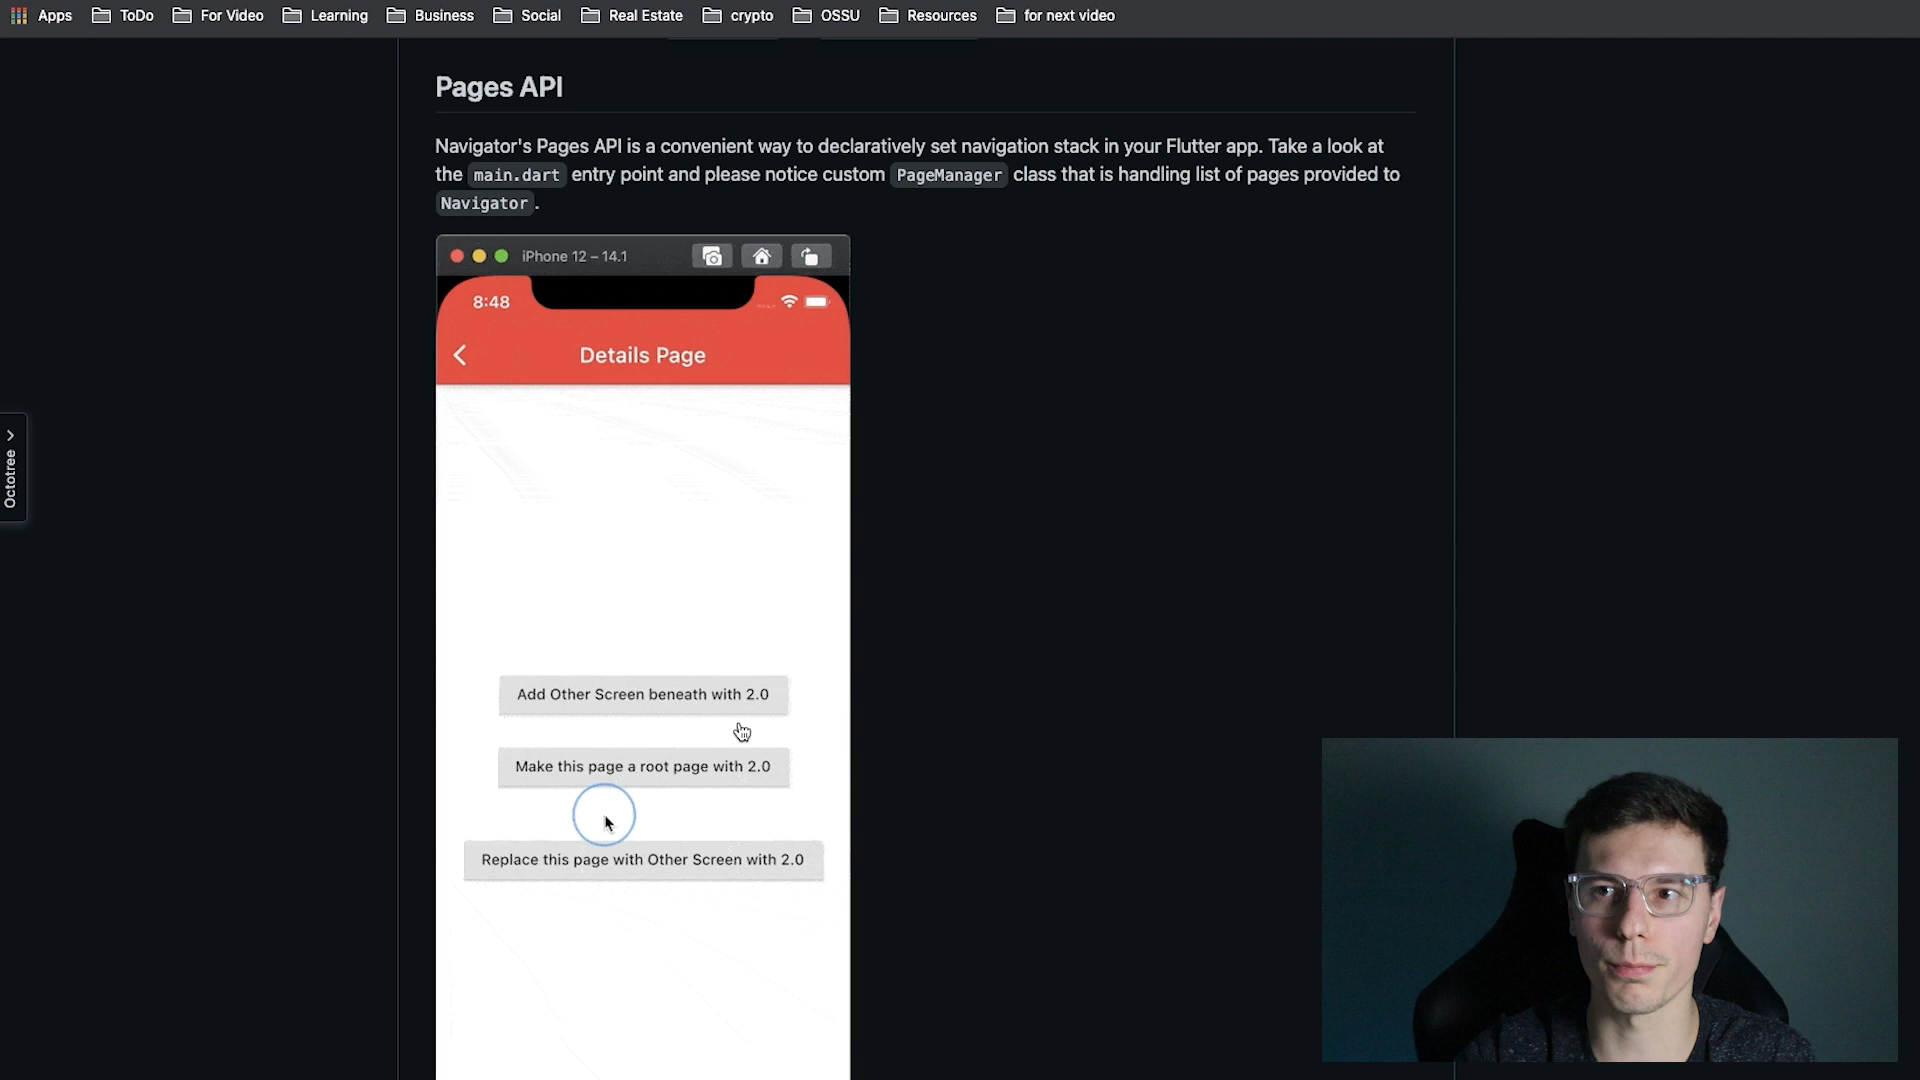 Apps ToDo For Video Learning Business Social Real Estate crypto OSSU Resources for next video
Pages API
Navigator's Pages API is a convenient way to declaratively set navigation stack in your Flutter app. Take a look at
the main.dart entry point and please notice custom PageManager class that is handling list of pages provided to
Navigator.
iPhone 12 – 14.1
8:48
Details Page
Octotree
Add Other Screen beneath with 2.0
Make this page a root page with 2.0
Replace this page with Other Screen with 2.0